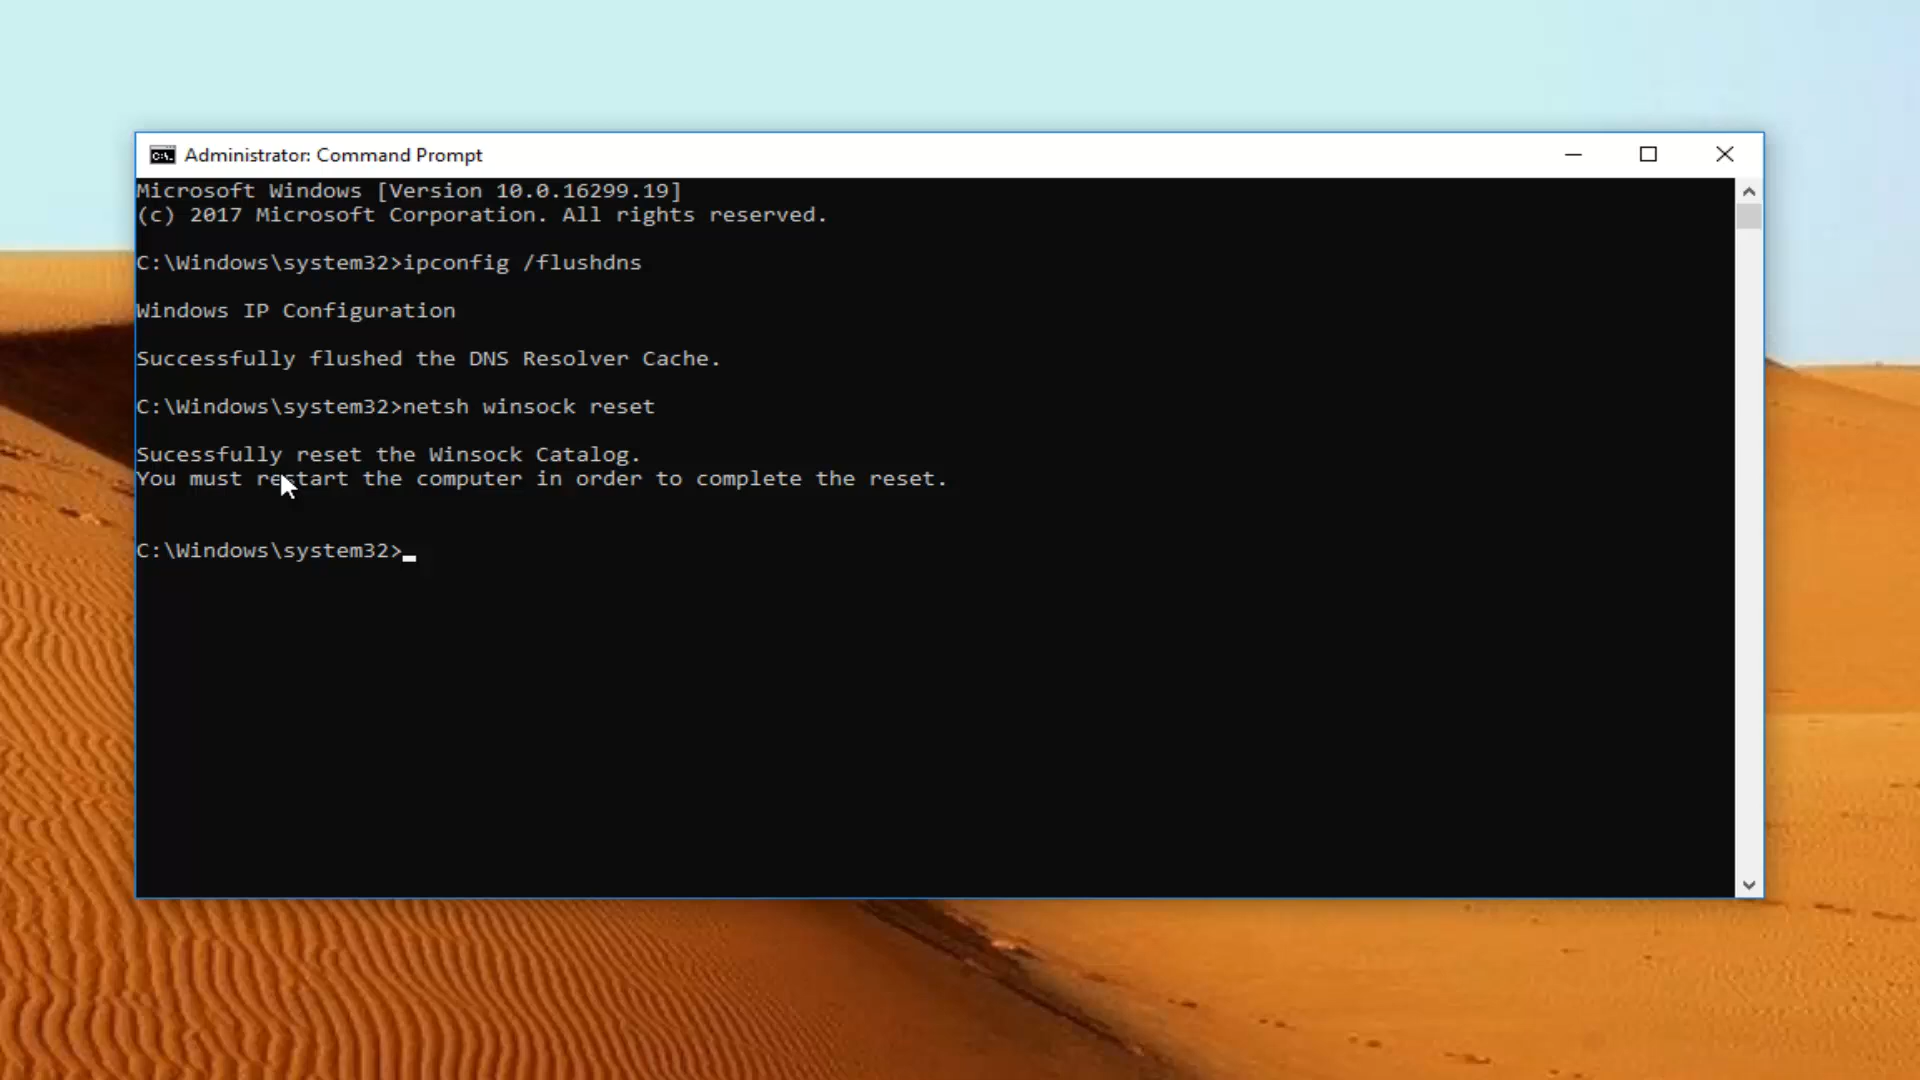 Administrator: Command Prompt
Microsoft Windows [Version 10.0.16299.19]
(c) 2017 Microsoft Corporation. All rights reserved.
C:\Windows\system32>ipconfig /flushdns
Windows IP Configuration
Successfully flushed the DNS Resolver Cache.
C:\Windows\system32>netsh winsock reset
Sucessfully reset the Winsock Catalog.
You must restart the computer in order to complete the reset.
C:\Windows\system32>